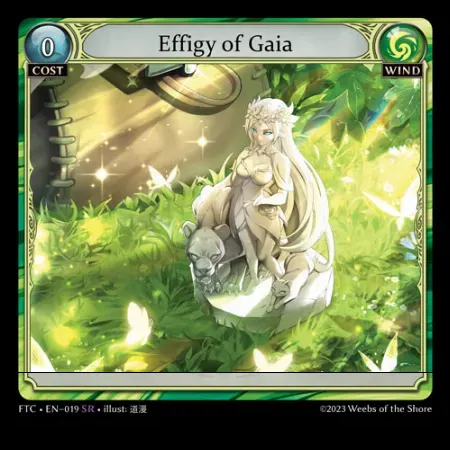 Effigy of Gaia
0
COST
WIND
FTC • EN-019 SR • illust: 道漫
©2023 Weebs of the Shore